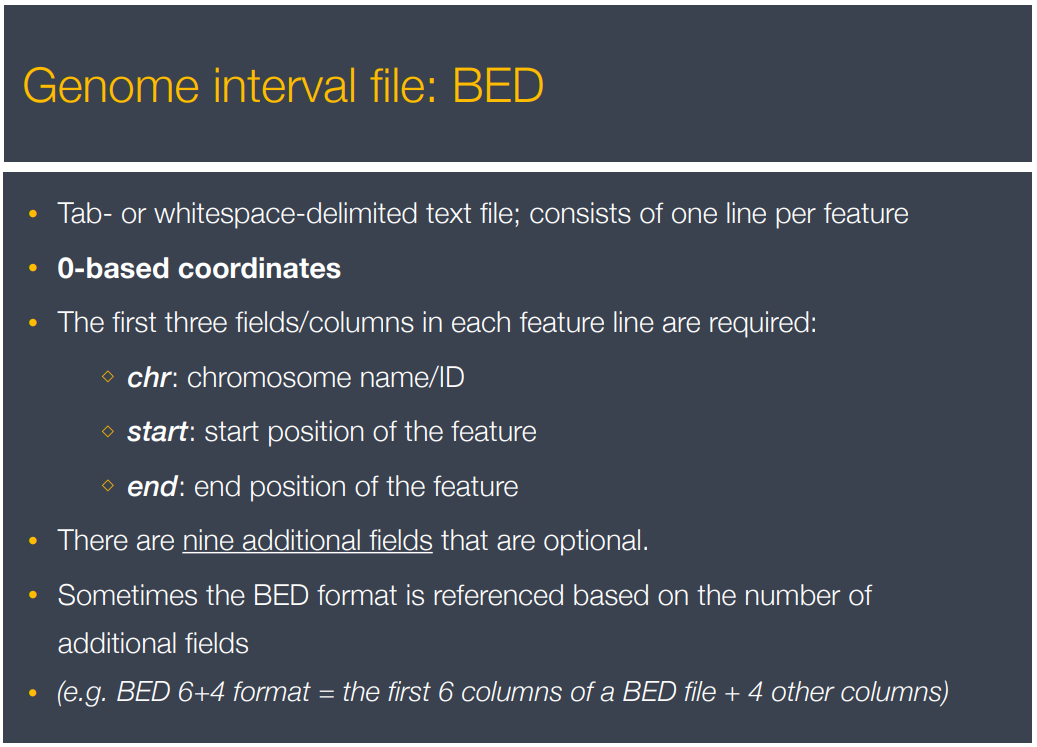 Genome interval file: BED
• Tab- or whitespace-delimited text file; consists of one line per feature
• 0-based coordinates
• The first three fields/columns in each feature line are required:
◇ chr: chromosome name/ID
◇ start: start position of the feature
◇ end: end position of the feature
• There are nine additional fields that are optional.
• Sometimes the BED format is referenced based on the number of
additional fields
• (e.g. BED 6+4 format = the first 6 columns of a BED file + 4 other columns)